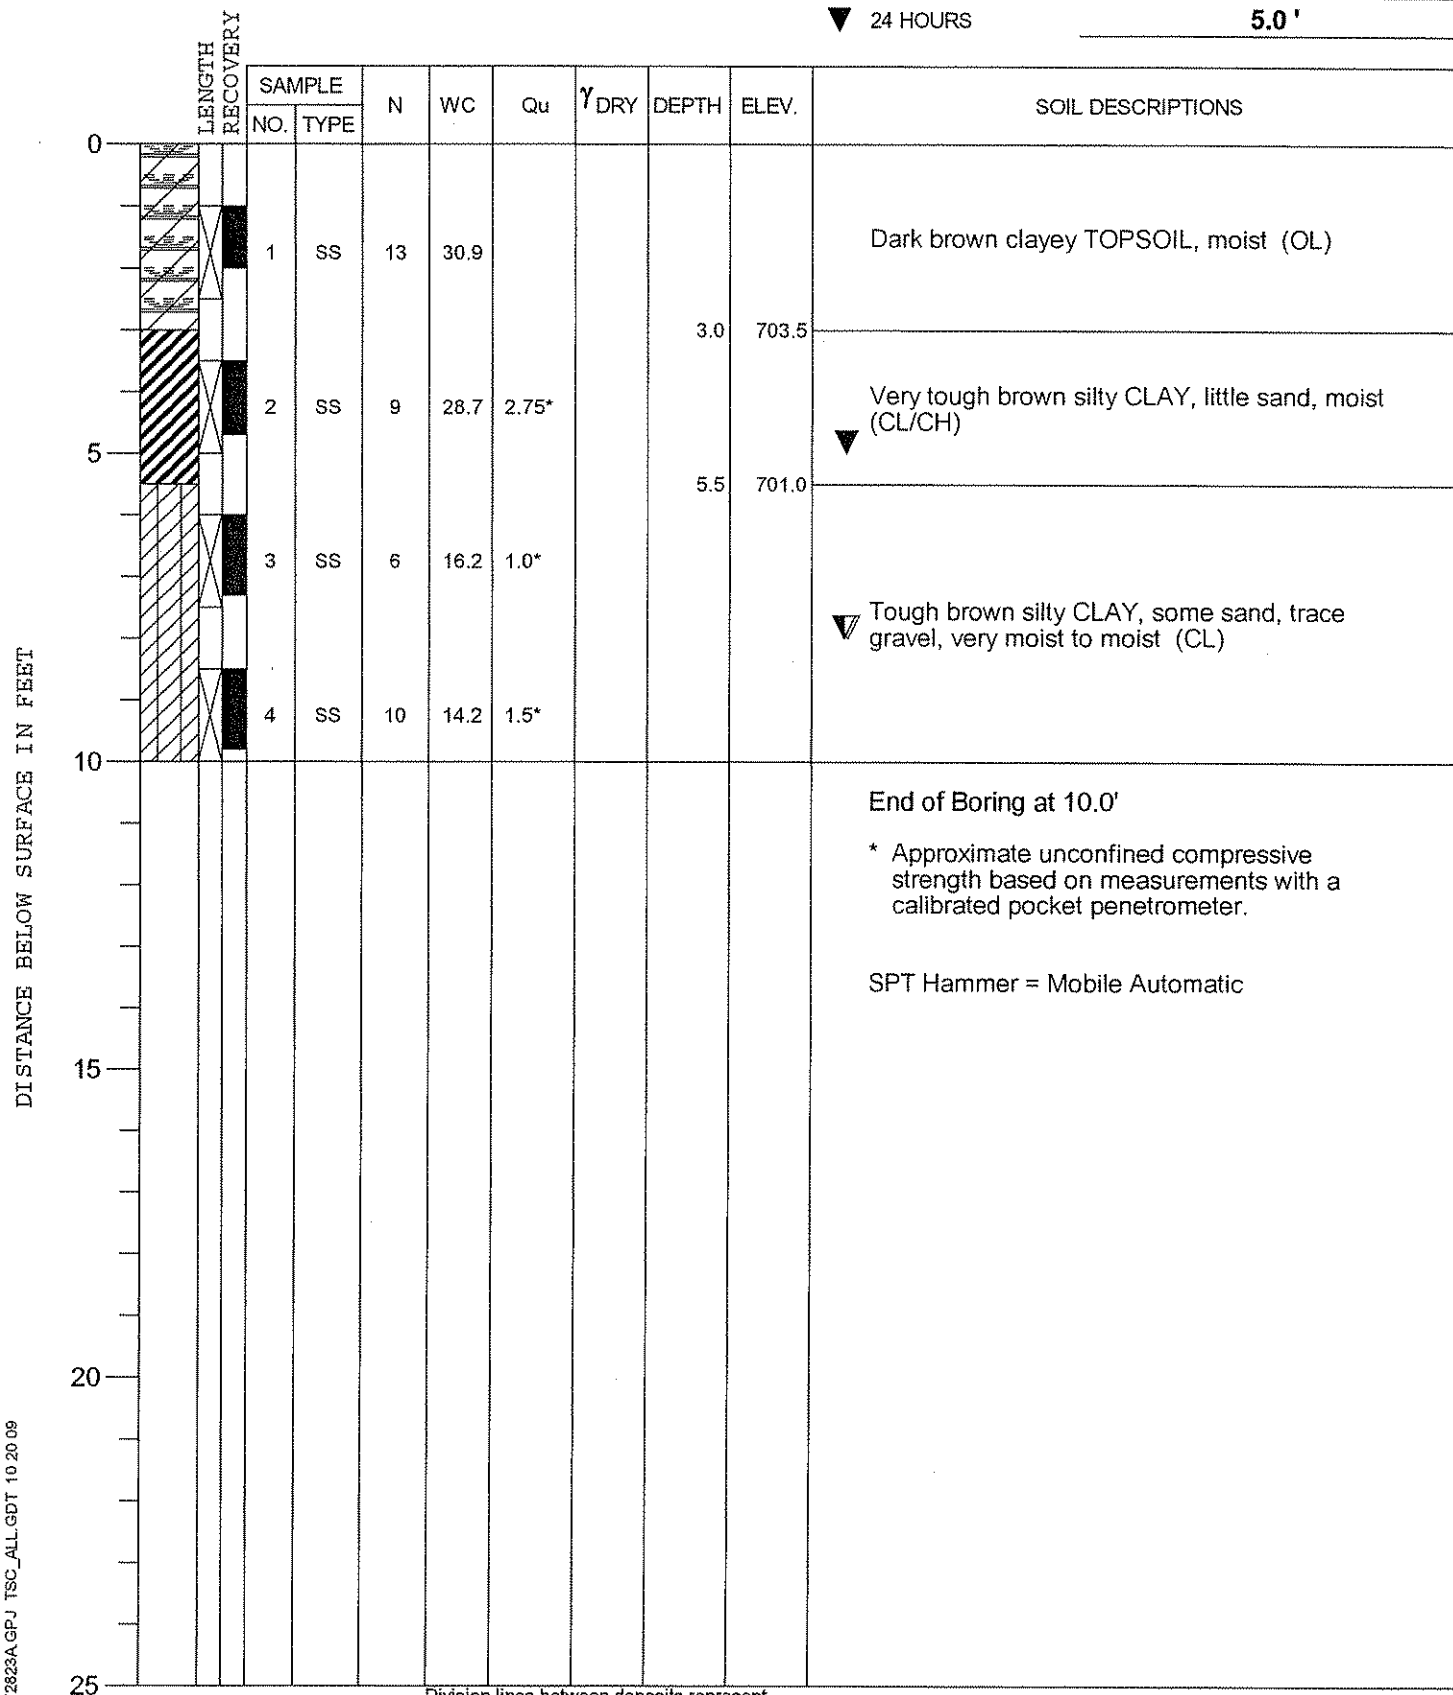 ▼ 24 HOURS 5.0 '
LENGTH
RECOVERY
SAMPLE
NO. TYPE N WC Qu γ DRY DEPTH ELEV. SOIL DESCRIPTIONS
0
1 SS 13 30.9
Dark brown clayey TOPSOIL, moist (OL)
3.0 703.5
2 SS 9 28.7 2.75*
Very tough brown silty CLAY, little sand, moist
(CL/CH)
5
5.5 701.0
3 SS 6 16.2 1.0*
Tough brown silty CLAY, some sand, trace
gravel, very moist to moist (CL)
4 SS 10 14.2 1.5*
10
End of Boring at 10.0'
* Approximate unconfined compressive
strength based on measurements with a
calibrated pocket penetrometer.
SPT Hammer = Mobile Automatic
15
20
25
DISTANCE BELOW SURFACE IN FEET
2823A.GPJ TSC_ALL.GDT 10 20 09
Division lines between deposits represent